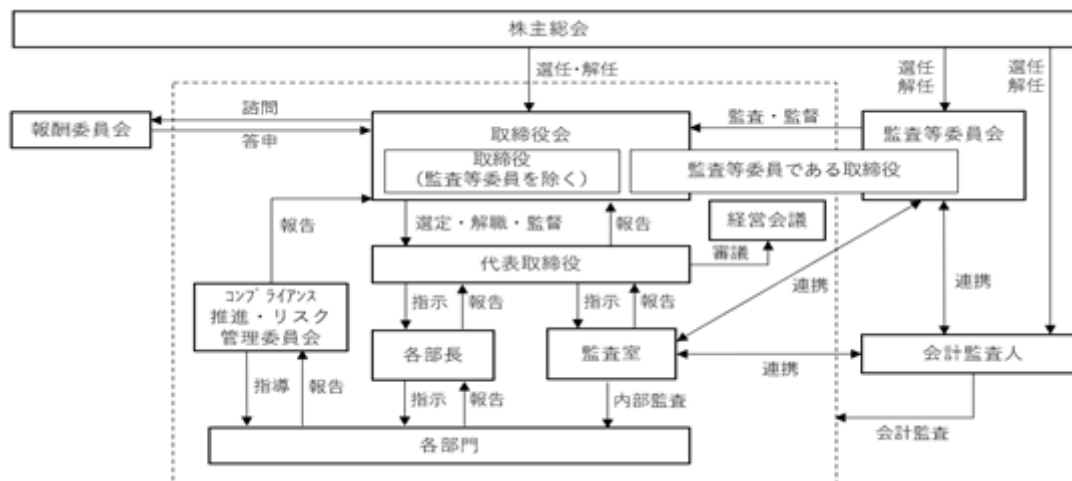 株主総会
選任・解任
選任
解任
選任
解任
諮問
報酬委員会
答申
取締役会
監査・監督
監査等委員会
取締役
（監査等委員を除く）
監査等委員である取締役
報告
選定・解職・監督
報告
経営会議
代表取締役
審議
連携
連携
コンプライアンス
推進・リスク
管理委員会
指示
報告
指示
報告
各部長
監査室
会計監査人
連携
指導
報告
指示
報告
内部監査
会計監査
各部門